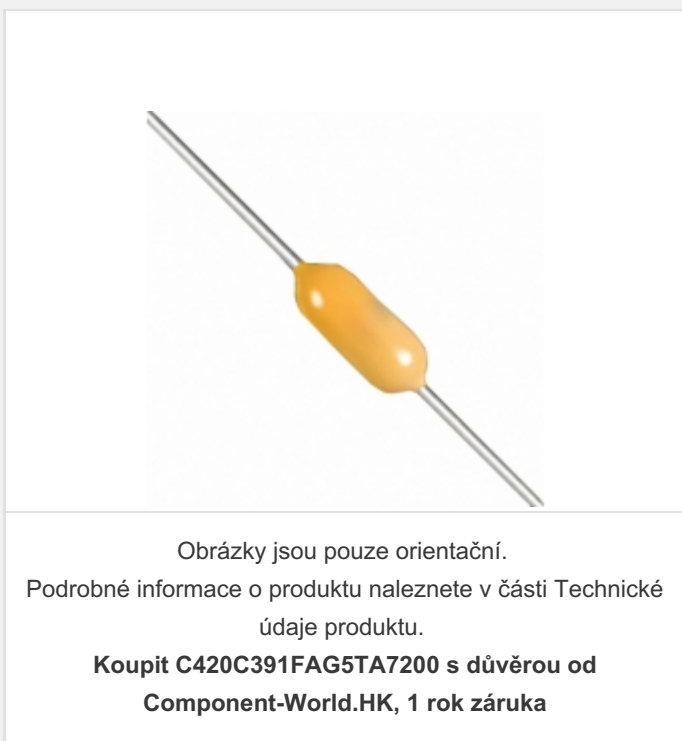 Obrázky jsou pouze orientační.
Podrobné informace o produktu naleznete v části Technické
údaje produktu.
Koupit C420C391FAG5TA7200 s důvěrou od
Component-World.HK, 1 rok záruka